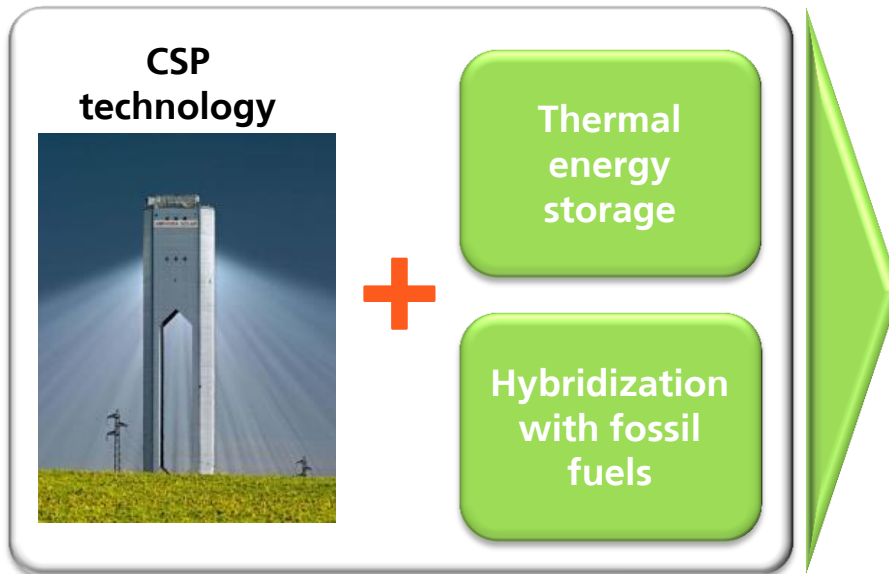 CSP
technology
Thermal
energy
storage
Hybridization
with fossil
fuels